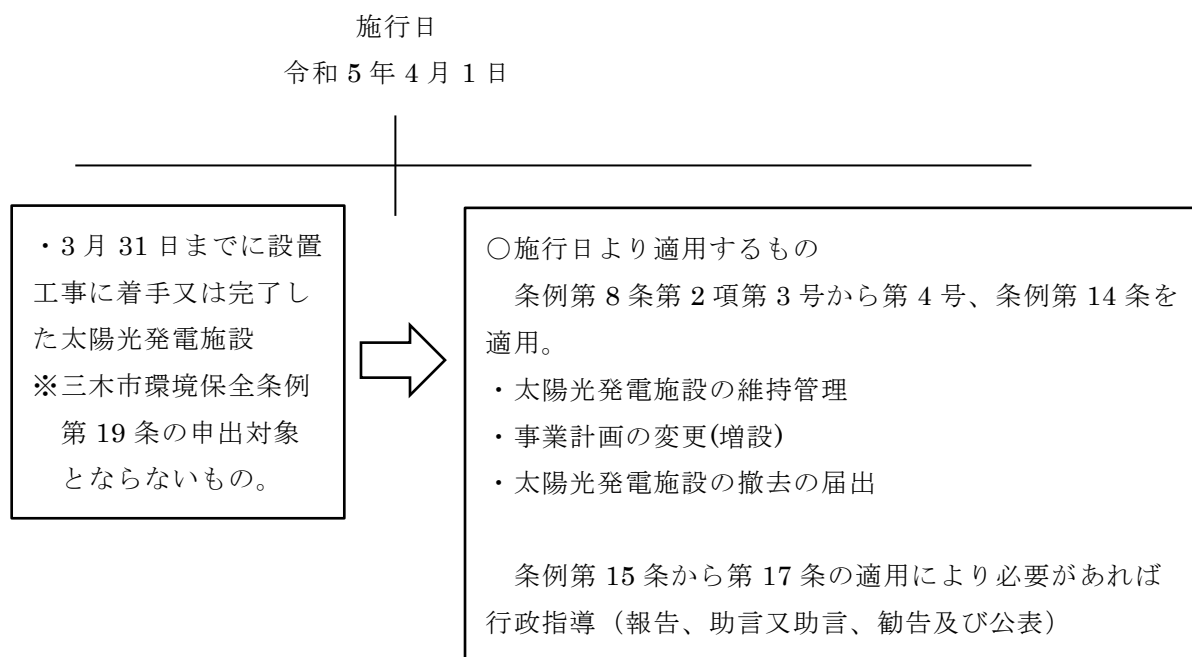 施行日
令和 5 年 4 月 1 日
・3 月 31 日までに設置
工事に着手又は完了し
た太陽光発電施設
※三木市環境保全条例
第 19 条の申出対象
とならないもの。
○施行日より適用するもの
条例第 8 条第 2 項第 3 号から第 4 号、条例第 14 条を
適用。
・太陽光発電施設の維持管理
・事業計画の変更(増設)
・太陽光発電施設の撤去の届出
条例第 15 条から第 17 条の適用により必要があれば
行政指導（報告、助言又助言、勧告及び公表）